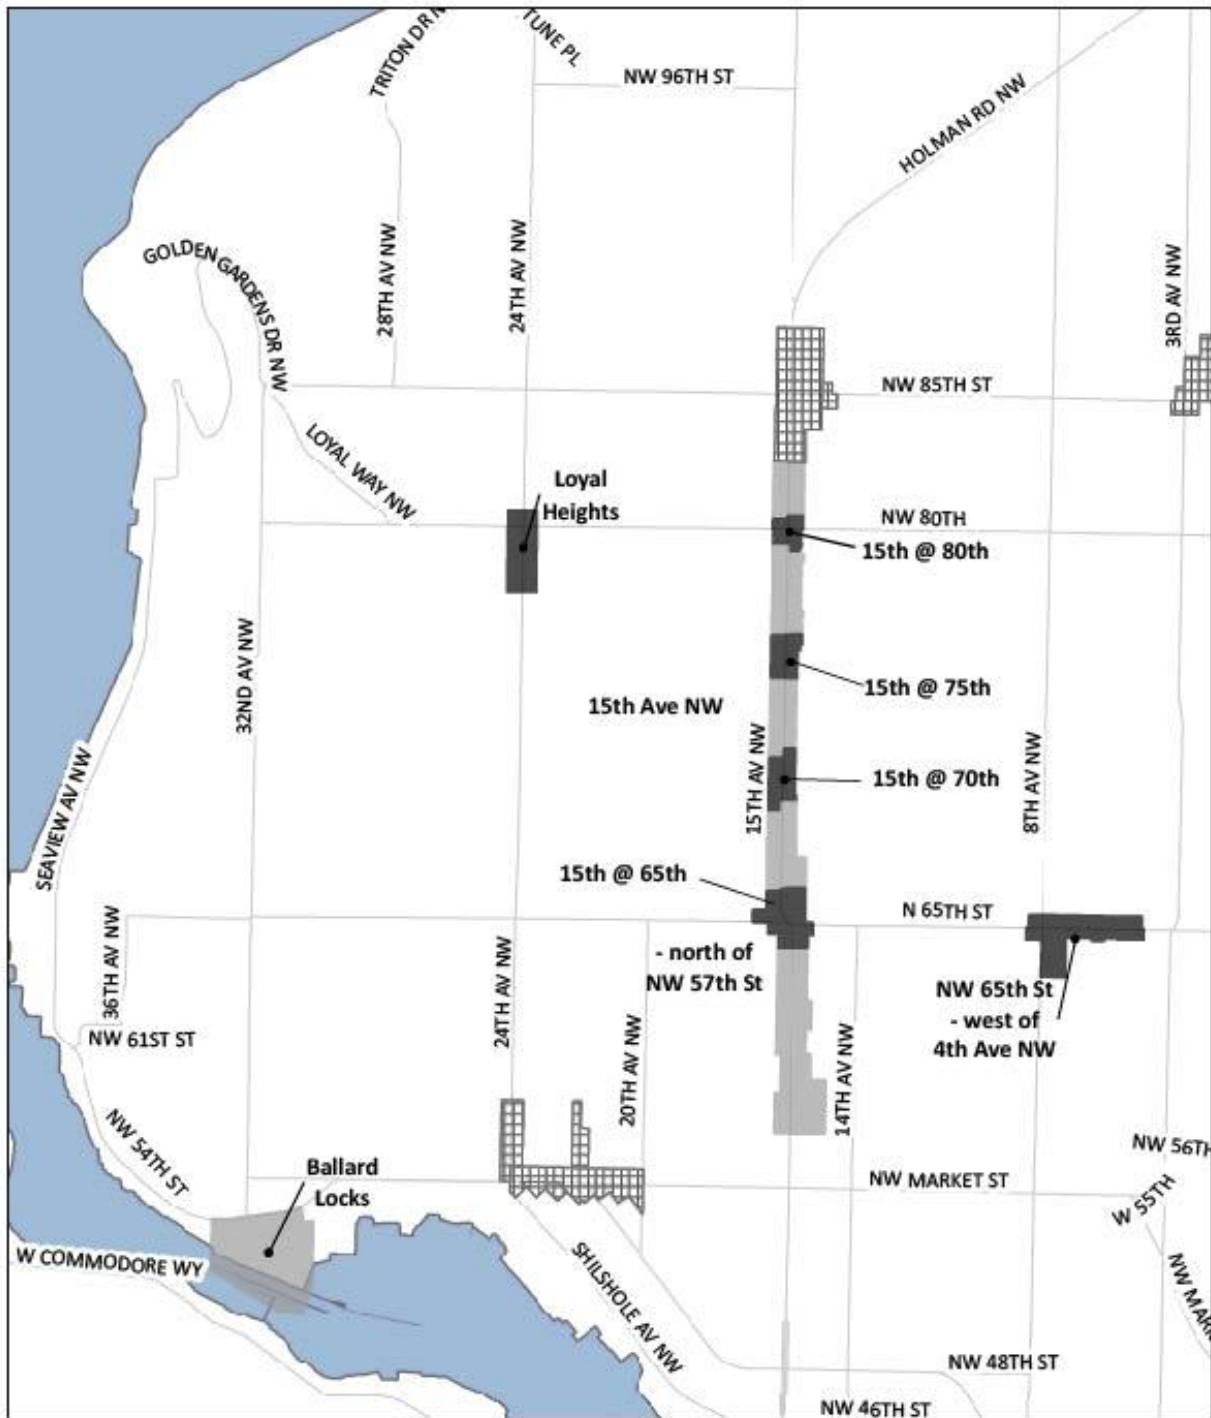 TRITON DR N
TUNE PL
NW 96TH ST
HOLMAN RD NW
GOLDEN GARDENS DR NW
28TH AV NW
24TH AV NW
3RD AV NW
NW 85TH ST
LOYAL WAY NW
Loyal
Heights
NW 80TH
15th @ 80th
32ND AV NW
15th @ 75th
15th Ave NW
SEAVIEW AV NW
15TH AV NW
15th @ 70th
8TH AV NW
15th @ 65th
36TH AV NW
N 65TH ST
24TH AV NW
- north of
NW 57th St
NW 65th St
- west of
4th Ave NW
NW 61ST ST
20TH AV NW
14TH AV NW
NW 54TH ST
NW 56TH
Ballard
Locks
NW MARKET ST
W 55TH
W COMMODORE WY
SHILSHOLE AV NW
NW MARK
NW 48TH ST
NW 46TH ST